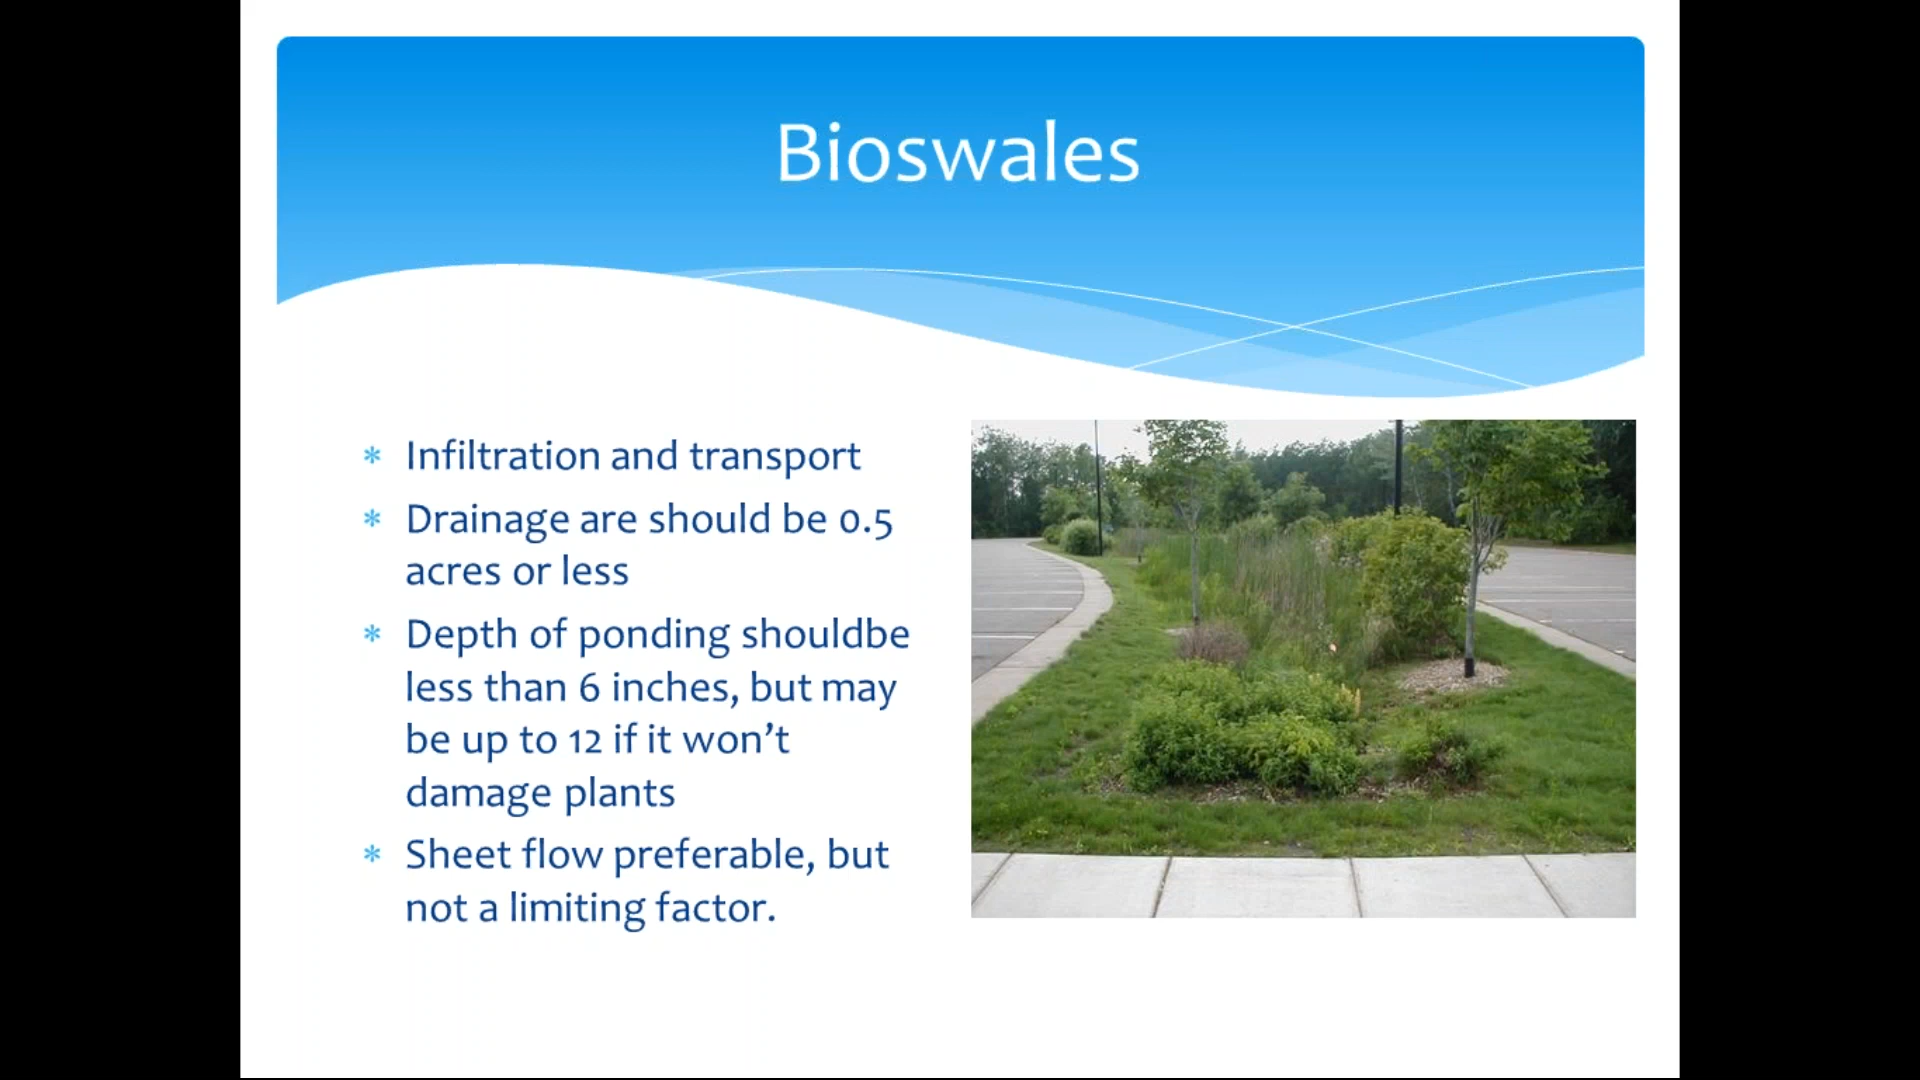 Bioswales
* Infiltration and transport
* Drainage are should be 0.5
acres or less
* Depth of ponding shouldbe
less than 6 inches, but may
be up to 12 if it won’t
damage plants
* Sheet flow preferable, but
not a limiting factor.